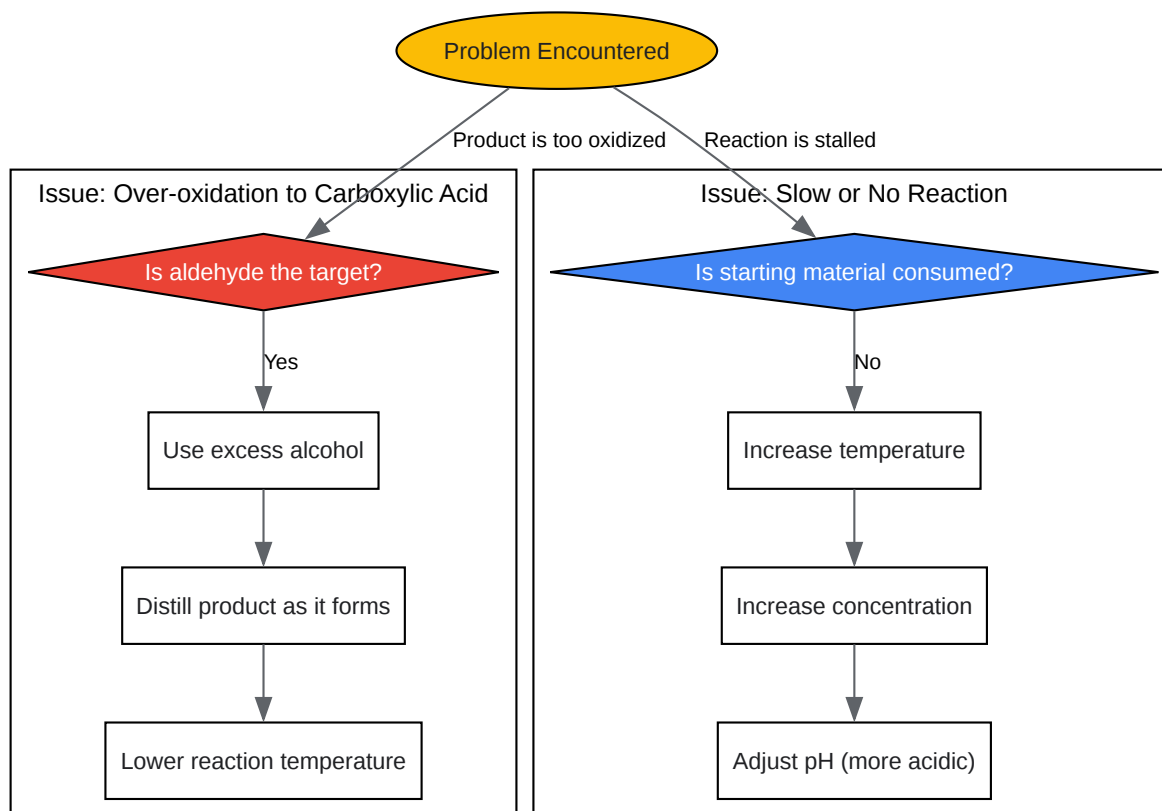 Problem Encountered
Product is too oxidized
Reaction is stalled
Issue: Over-oxidation to Carboxylic Acid
Is aldehyde the target?
Yes
Use excess alcohol
Distill product as it forms
Lower reaction temperature
Issue: Slow or No Reaction
Is starting material consumed?
No
Increase temperature
Increase concentration
Adjust pH (more acidic)